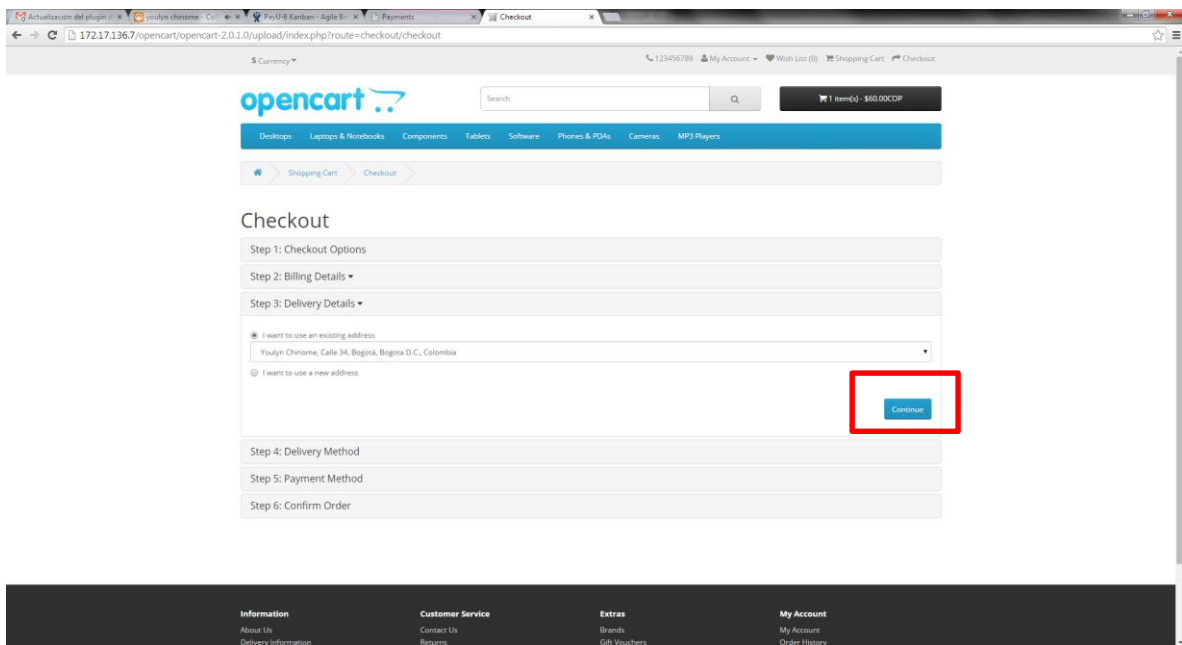 Actualización del plugin
youlyn chinome - Col
PayU-6 Kanban - Agile Bo
Payments
Checkout
172.17.136.7/opencart/opencart-2.0.1.0/upload/index.php?route=checkout/checkout
$ Currency
123456789 My Account Wish List (0) Shopping Cart Checkout
opencart
Search
1 item(s) - $60.00COP
Desktops Laptops & Notebooks Components Tablets Software Phones & PDAs Cameras MP3 Players
Shopping Cart Checkout
Checkout
Step 1: Checkout Options
Step 2: Billing Details
Step 3: Delivery Details
I want to use an existing address
Youlyn Chinome, Calle 34, Bogotá, Bogota D.C., Colombia
I want to use a new address
Continue
Step 4: Delivery Method
Step 5: Payment Method
Step 6: Confirm Order
Information Customer Service Extras My Account
About Us Contact Us Brands My Account
Delivery Information Returns Gift Vouchers Order History